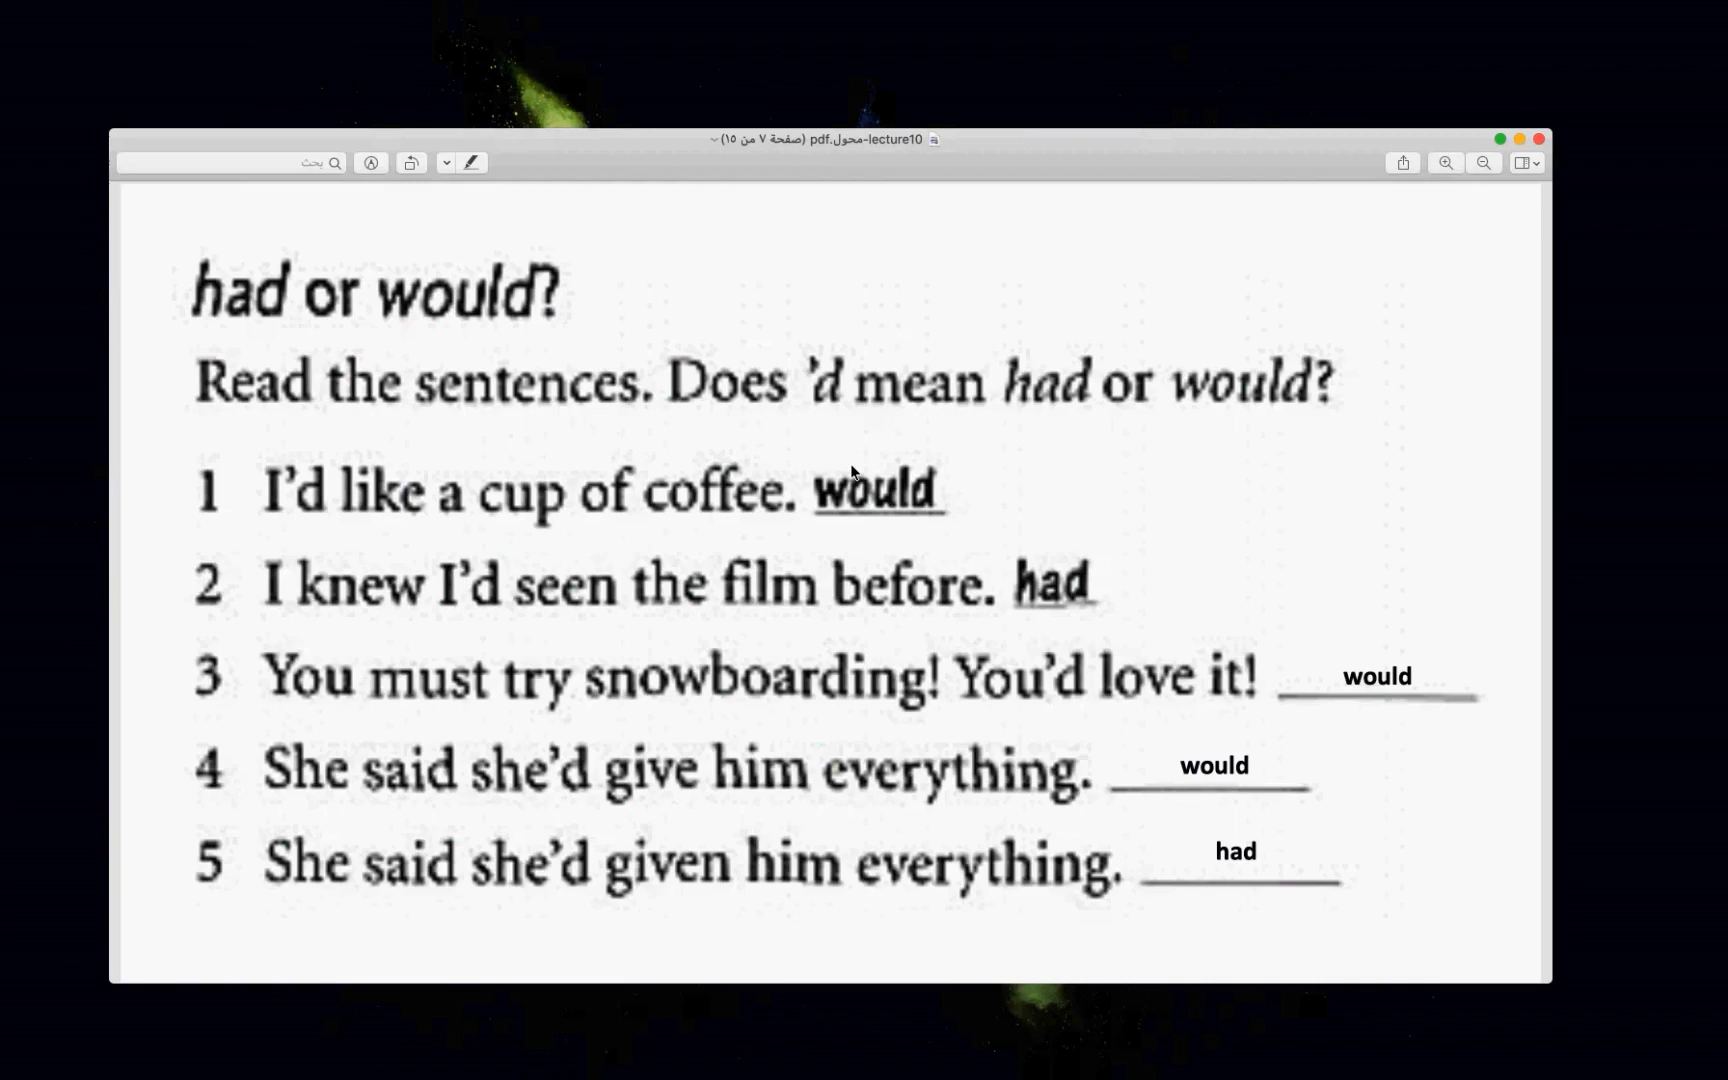 lecture10-محول.pdf (صفحة ٧ من ١٥)
بحث
had or would?
Read the sentences. Does 'd mean had or would?
1 I'd like a cup of coffee. would
2 I knew I'd seen the film before. had
3 You must try snowboarding! You'd love it! would
4 She said she'd give him everything. would
5 She said she'd given him everything. had